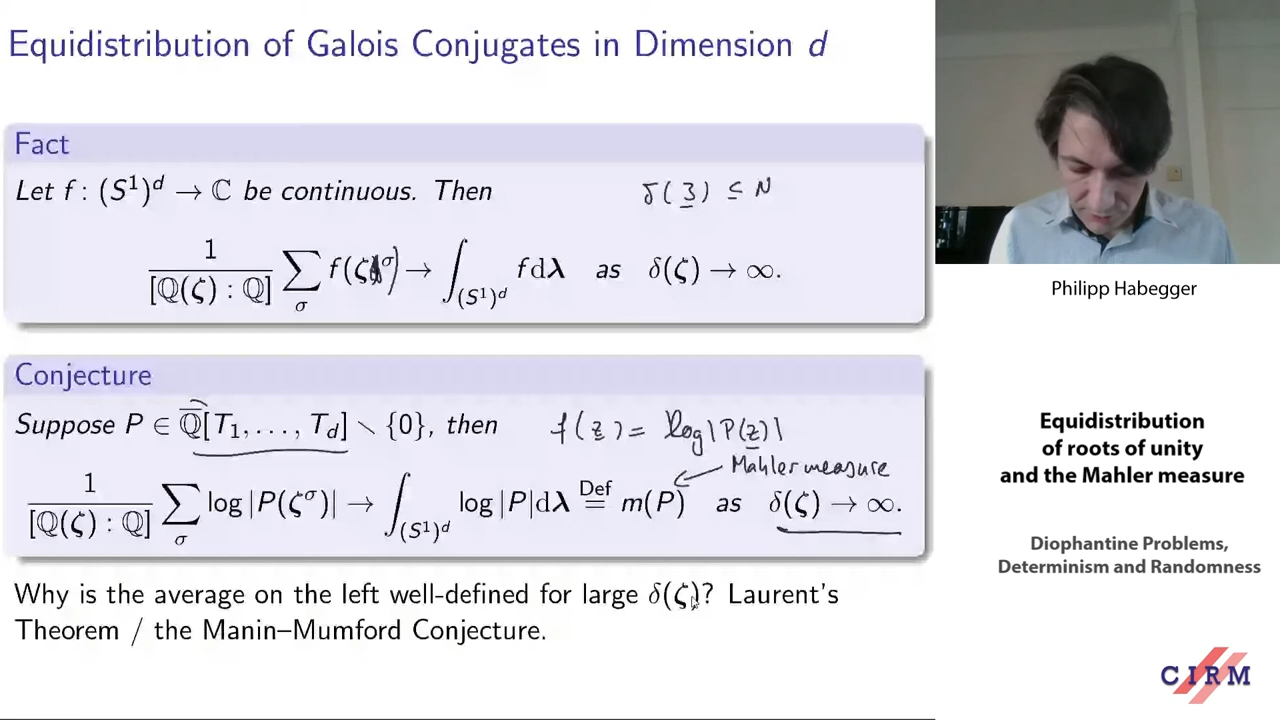 Equidistribution of Galois Conjugates in Dimension d
Fact
Let f : (S¹)ᵈ → ℂ be continuous. Then
δ(ζ) ≤ N
1/[ℚ(ζ) : ℚ] ∑_σ f(ζ^σ) → ∫_{(S¹)ᵈ} f dλ as δ(ζ) → ∞.
Conjecture
Suppose P ∈ ℚ̅[T₁, . . . , T_d] ∖ {0}, then
f(z) = log|P(z)|
Mahler measure
1/[ℚ(ζ) : ℚ] ∑_σ log |P(ζ^σ)| → ∫_{(S¹)ᵈ} log |P| dλ =^{Def} m(P) as δ(ζ) → ∞.
Why is the average on the left well-defined for large δ(ζ)? Laurent's
Theorem / the Manin–Mumford Conjecture.
Philipp Habegger
Equidistribution
of roots of unity
and the Mahler measure
Diophantine Problems,
Determinism and Randomness
CIRM